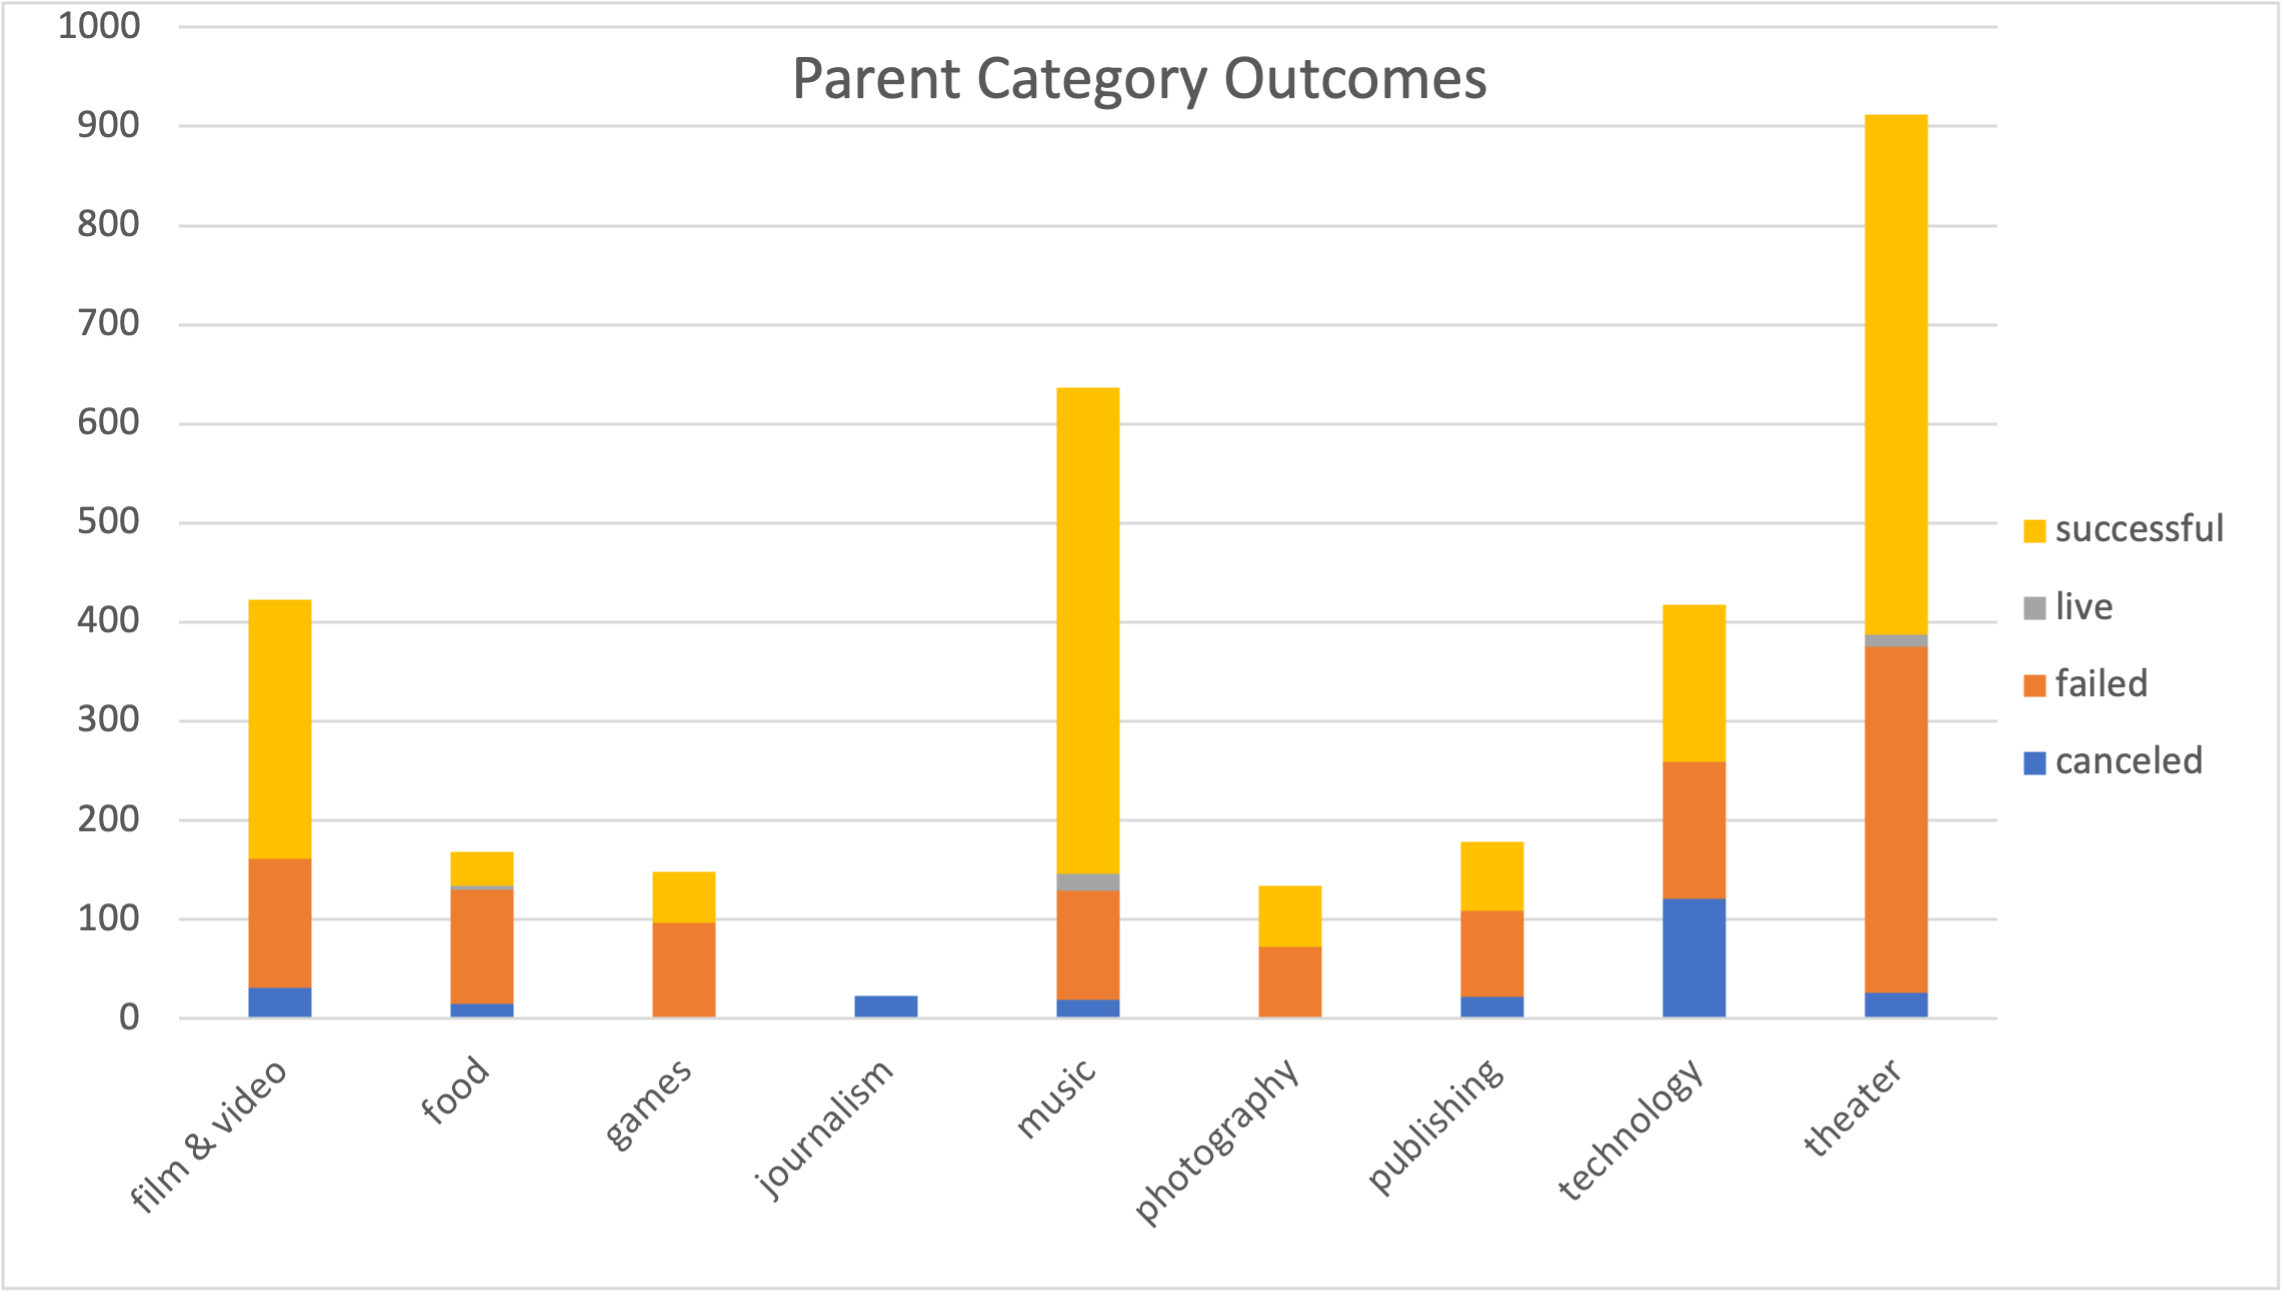 Parent Category Outcomes
1000
900
800
700
600
500
400
300
200
100
0
film & video
food
games
journalism
music
photography
publishing
technology
theater
successful
live
failed
canceled